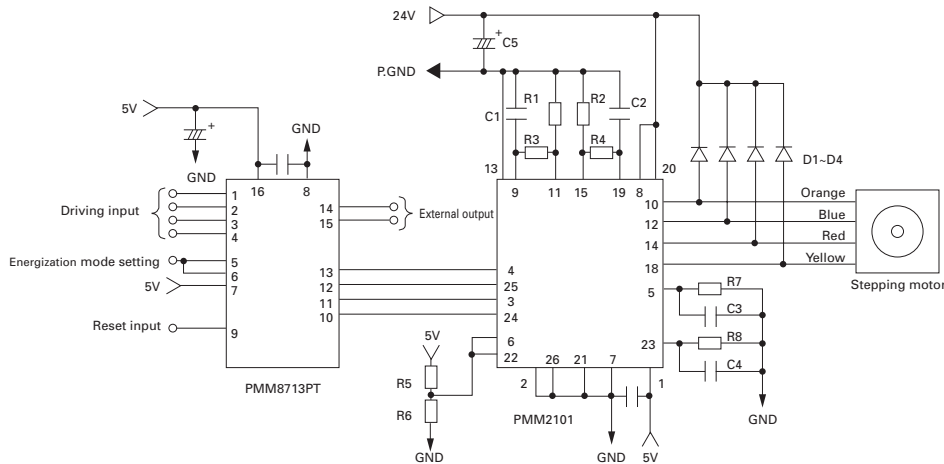 24V
+
C5
P.GND
R1
R2
C1
C2
R3
R4
5V
+
GND
GND
16
8
13
9
11
15
19
8
20
D1~D4
Driving input
1
2
3
4
14
15
External output
10
12
14
18
Orange
Blue
Red
Yellow
Stepping motor
Energization mode setting
5
6
5V
7
13
12
11
10
4
25
3
24
5
23
R7
C3
R8
C4
GND
Reset input
9
PMM8713PT
5V
R5
R6
GND
6
22
2
26
21
7
1
PMM2101
GND
5V